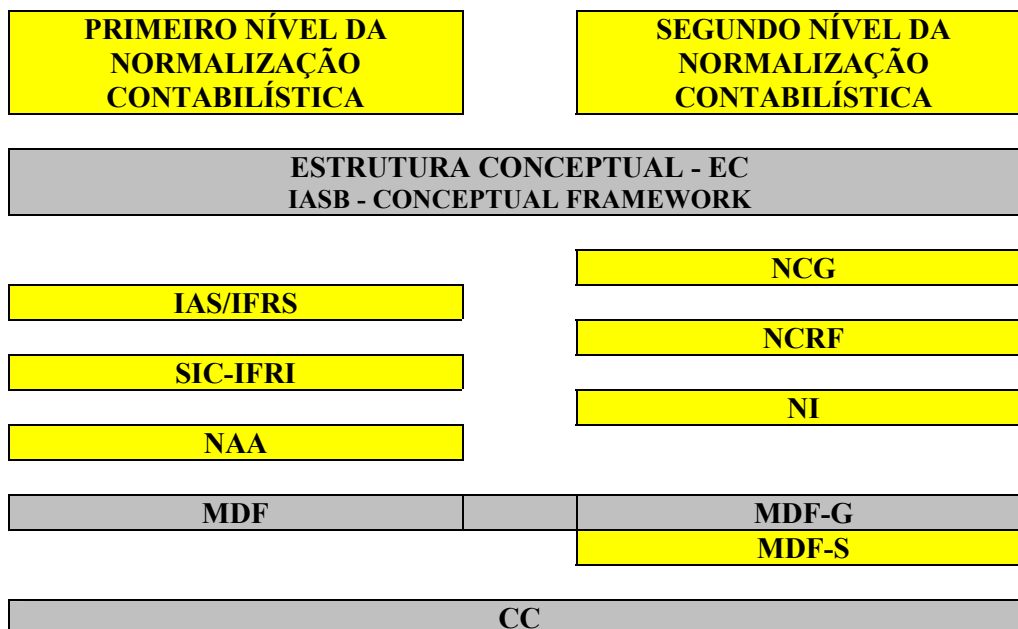 PRIMEIRO NÍVEL DA
NORMALIZAÇÃO
CONTABILÍSTICA
SEGUNDO NÍVEL DA
NORMALIZAÇÃO
CONTABILÍSTICA
ESTRUTURA CONCEPTUAL - EC
IASB - CONCEPTUAL FRAMEWORK
NCG
IAS/IFRS
NCRF
SIC-IFRI
NI
NAA
MDF
MDF-G
MDF-S
CC